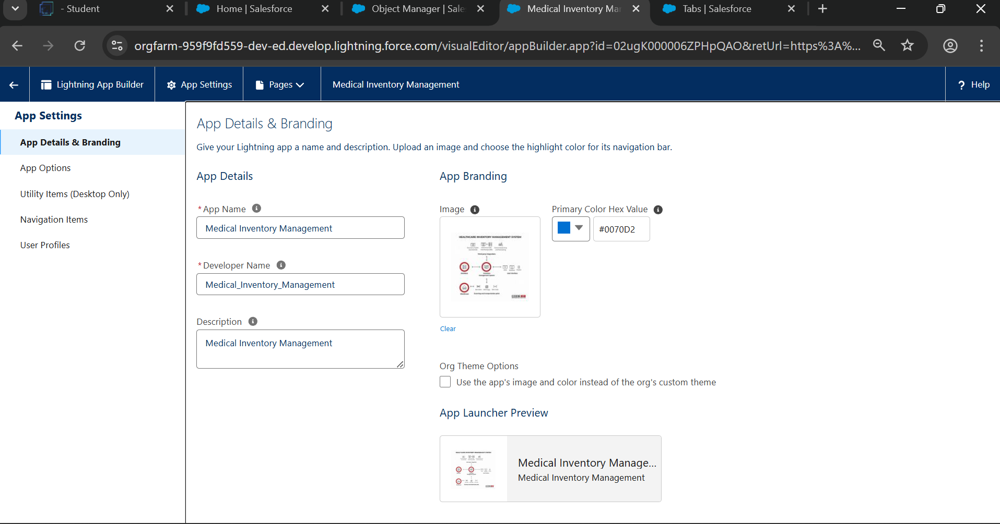 - Student
Home | Salesforce
Object Manager | Sale
Medical Inventory Ma
Tabs | Salesforce
orgfarm-959f9fd559-dev-ed.develop.lightning.force.com/visualEditor/appBuilder.app?id=02ugK000006ZPHpQAO&retUrl=https%3A%...
Lightning App Builder
App Settings
Pages
Medical Inventory Management
? Help
App Settings
App Details & Branding
App Options
Utility Items (Desktop Only)
Navigation Items
User Profiles
App Details & Branding
Give your Lightning app a name and description. Upload an image and choose the highlight color for its navigation bar.
App Details
* App Name
Medical Inventory Management
* Developer Name
Medical_Inventory_Management
Description
Medical Inventory Management
App Branding
Image
HEALTHCARE INVENTORY MANAGEMENT SYSTEM
Clear
Primary Color Hex Value
#0070D2
Org Theme Options
Use the app's image and color instead of the org's custom theme
App Launcher Preview
HEALTHCARE INVENTORY MANAGEMENT SYSTEM
Medical Inventory Manage...
Medical Inventory Management